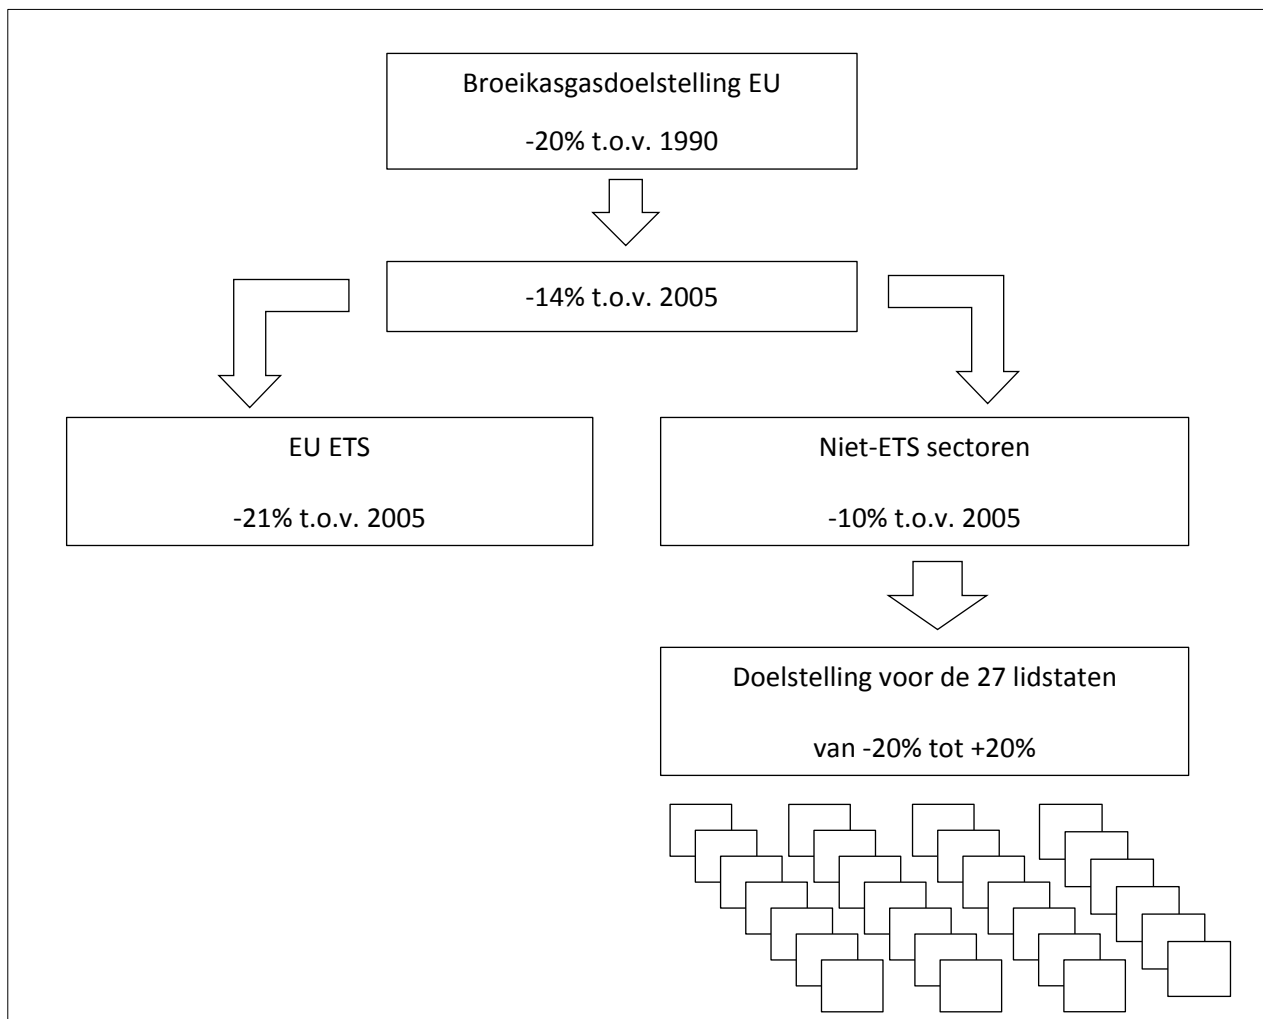 Broeikasgasdoelstelling EU
-20% t.o.v. 1990
-14% t.o.v. 2005
EU ETS
-21% t.o.v. 2005
Niet-ETS sectoren
-10% t.o.v. 2005
Doelstelling voor de 27 lidstaten
van -20% tot +20%